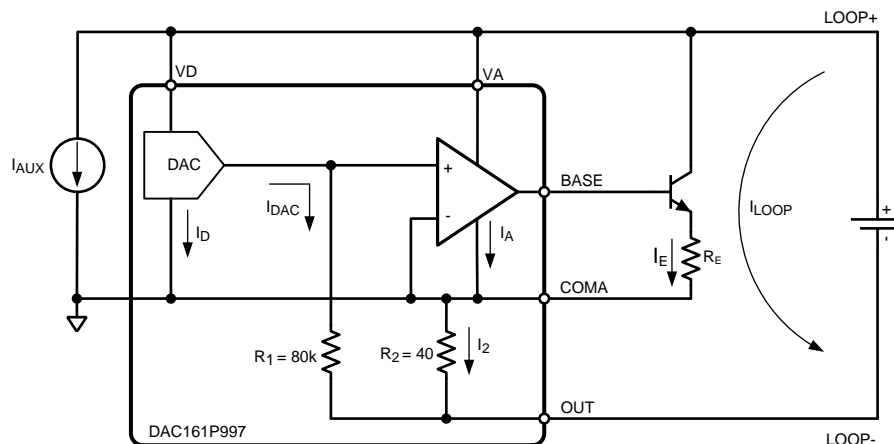 LOOP+
VD
VA
DAC
+
BASE
IAUX
IDAC
-
ILOOP
+
-
ID
IA
IE
RE
COMA
R1 = 80k
R2 = 40
I2
OUT
DAC161P997
LOOP-